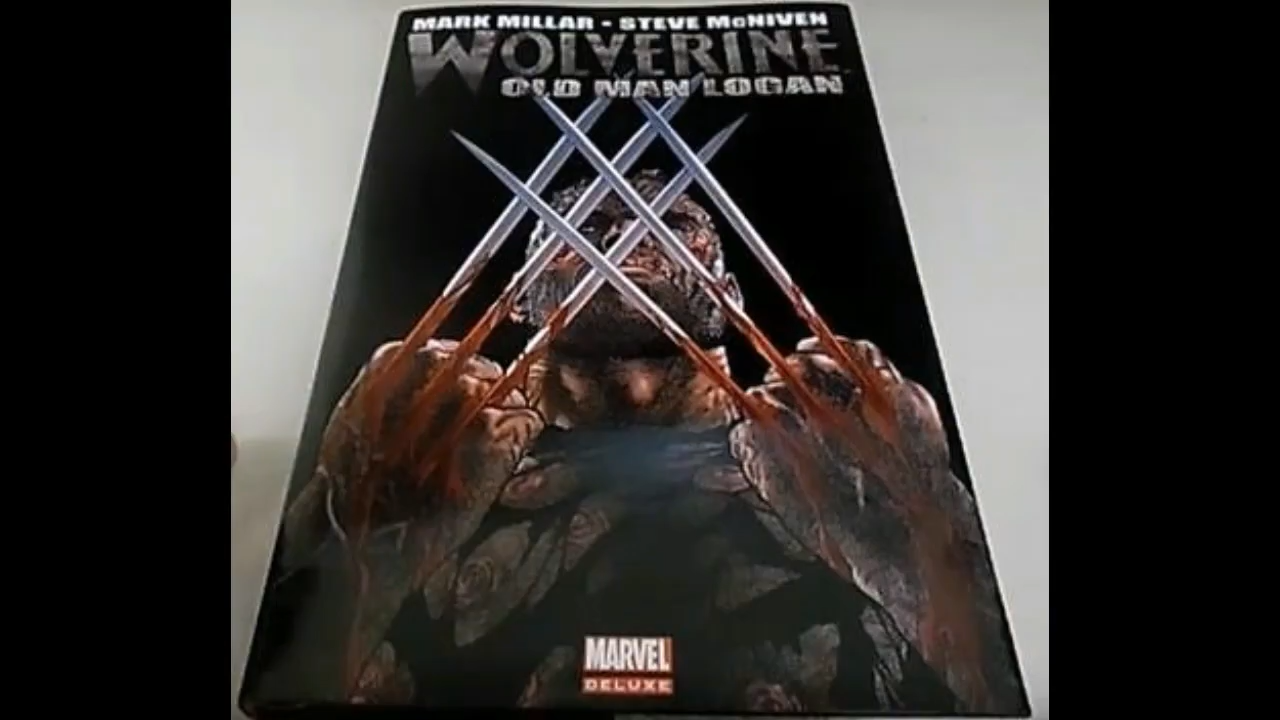 MARK MILLAR - STEVE McNIVEN
WOLVERINE
OLD MAN LOGAN
MARVEL
DELUXE